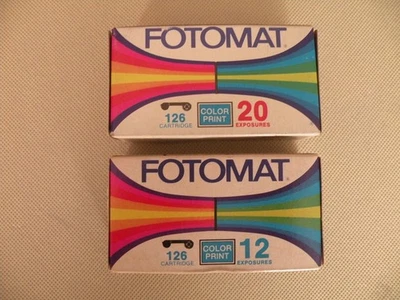 FOTOMAT
126
CARTRIDGE
COLOR
PRINT
20
EXPOSURES
FOTOMAT
126
CARTRIDGE
COLOR
PRINT
12
EXPOSURES